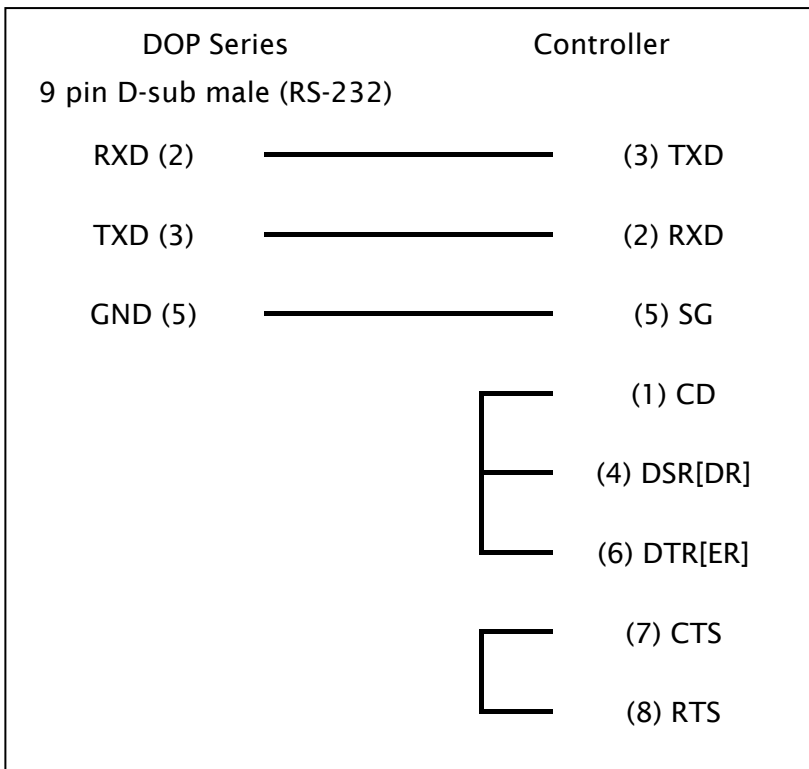 DOP Series Controller
9 pin D-sub male (RS-232)
RXD (2) (3) TXD
TXD (3) (2) RXD
GND (5) (5) SG
(1) CD
(4) DSR[DR]
(6) DTR[ER]
(7) CTS
(8) RTS